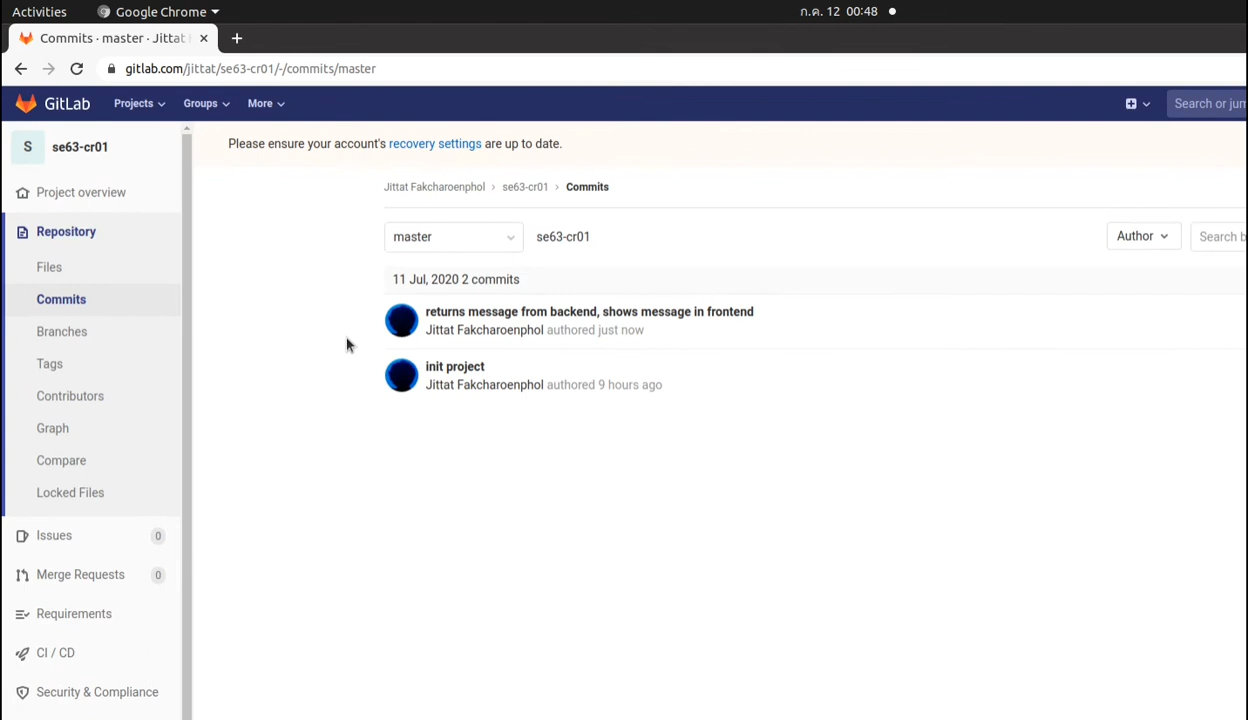 Activities Google Chrome ก.ค. 12 00:48
Commits · master · Jittat
gitlab.com/jittat/se63-cr01/-/commits/master
GitLab Projects Groups More Search or jum
S se63-cr01
Please ensure your account's recovery settings are up to date.
Jittat Fakcharoenphol › se63-cr01 › Commits
Project overview
Repository
Files
Commits
Branches
Tags
Contributors
Graph
Compare
Locked Files
Issues 0
Merge Requests 0
Requirements
CI / CD
Security & Compliance
master se63-cr01 Author Search b
11 Jul, 2020 2 commits
returns message from backend, shows message in frontend
Jittat Fakcharoenphol authored just now
init project
Jittat Fakcharoenphol authored 9 hours ago